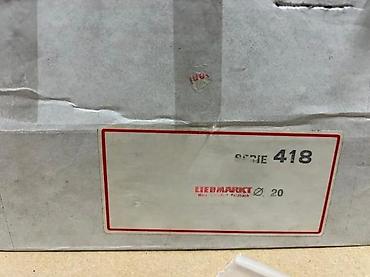 SERIE 418
LIEBMARKT Ø 20